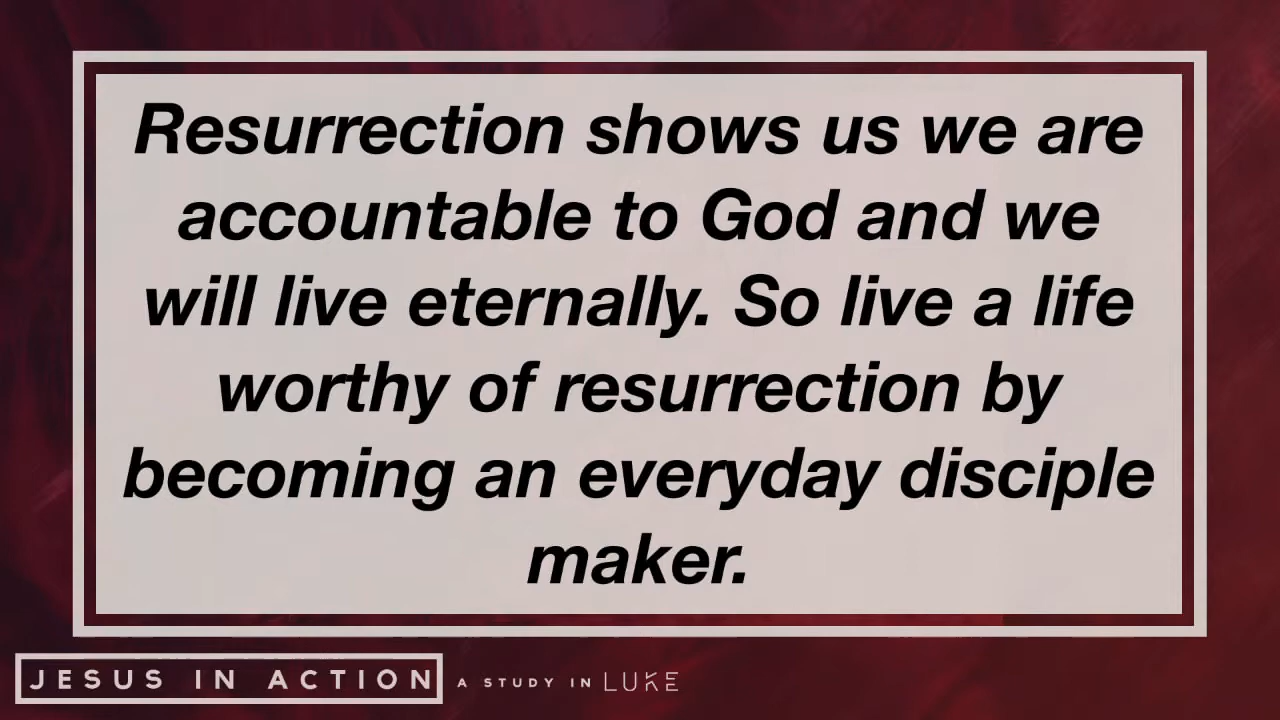 Resurrection shows us we are
accountable to God and we
will live eternally. So live a life
worthy of resurrection by
becoming an everyday disciple
maker.
JESUS IN ACTION A STUDY IN LUKE